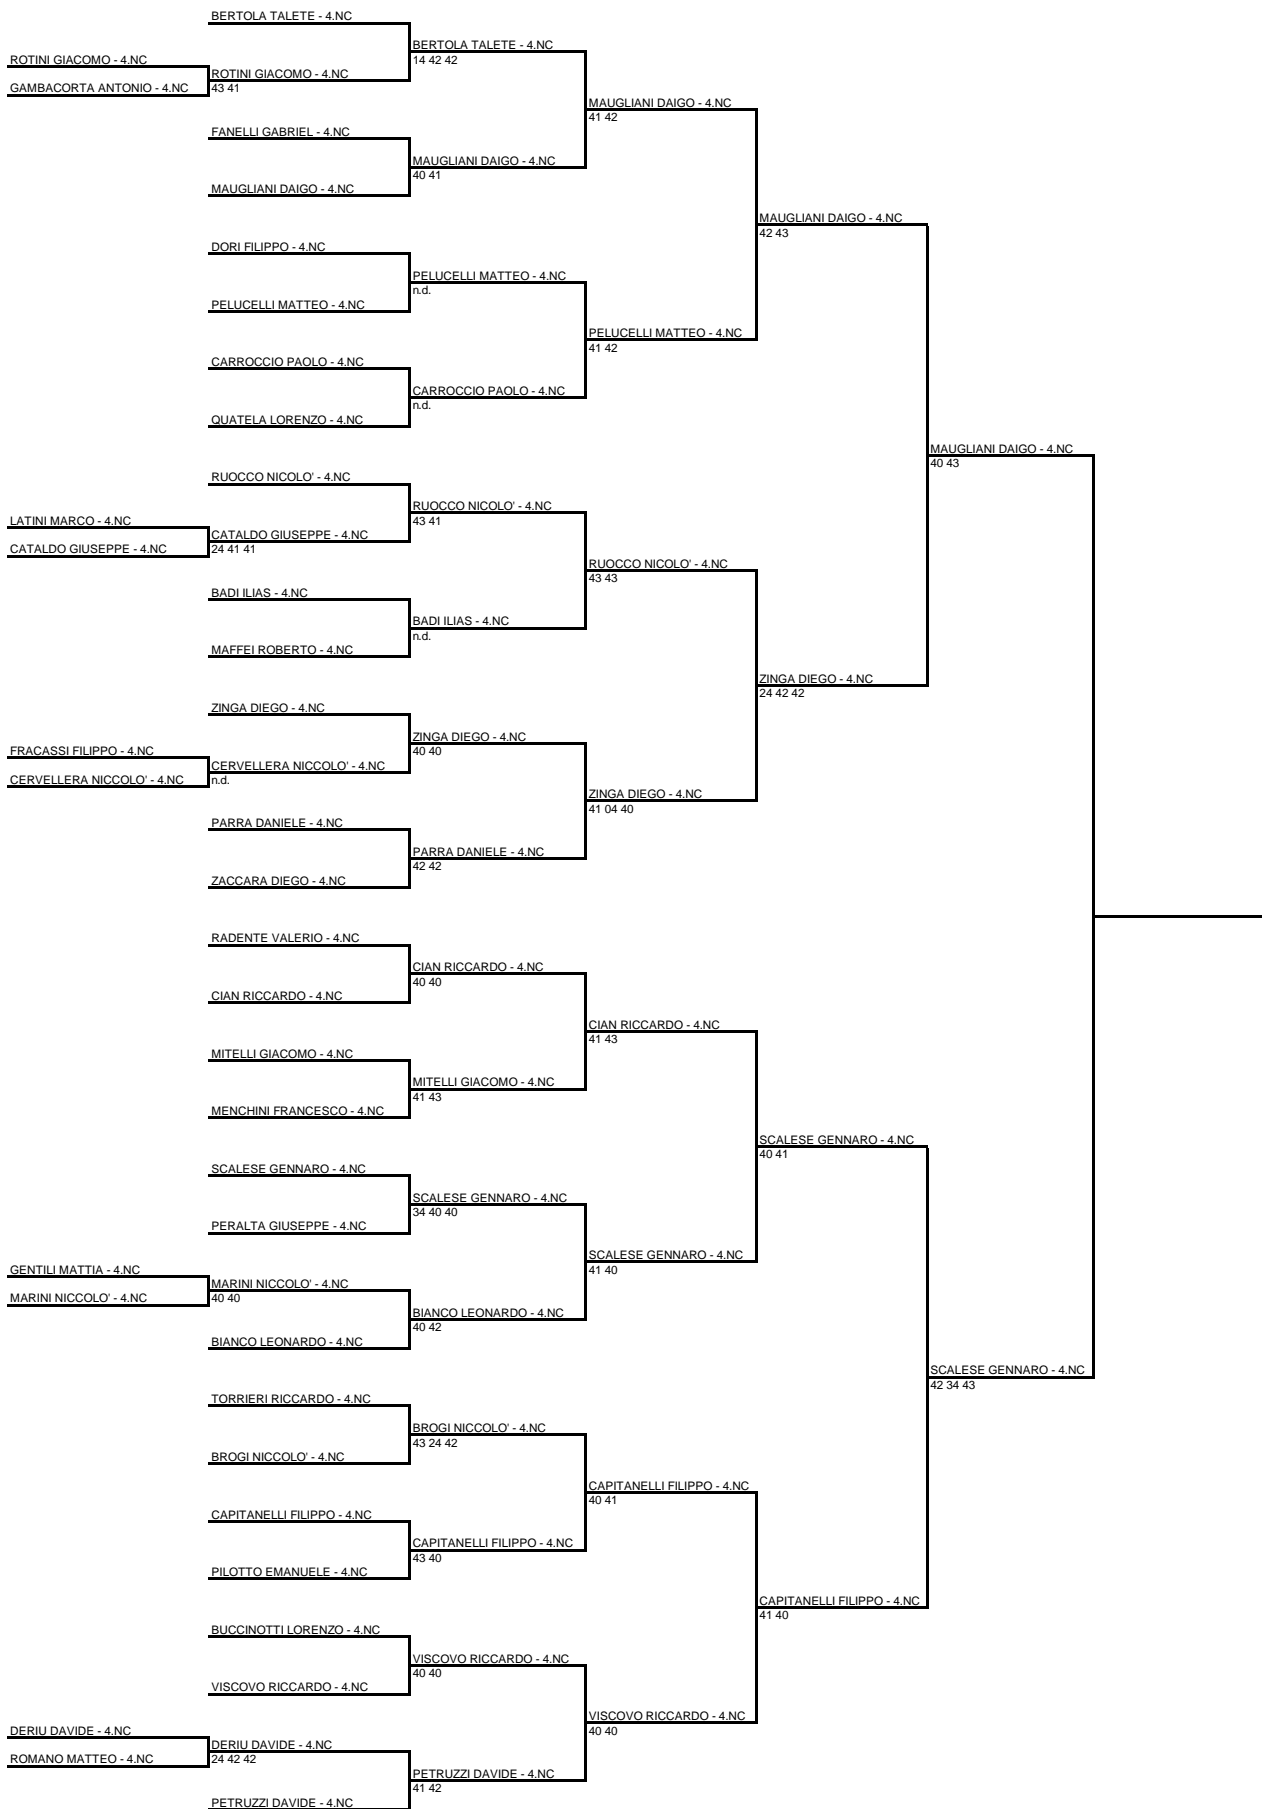 BERTOLA TALETE - 4.NC
BERTOLA TALETE - 4.NC
14 42 42
ROTINI GIACOMO - 4.NC
ROTINI GIACOMO - 4.NC
43 41
GAMBACORTA ANTONIO - 4.NC
MAUGLIANI DAIGO - 4.NC
41 42
FANELLI GABRIEL - 4.NC
MAUGLIANI DAIGO - 4.NC
40 41
MAUGLIANI DAIGO - 4.NC
MAUGLIANI DAIGO - 4.NC
42 43
DORI FILIPPO - 4.NC
PELUCELLI MATTEO - 4.NC
n.d.
PELUCELLI MATTEO - 4.NC
PELUCELLI MATTEO - 4.NC
41 42
CARROCCIO PAOLO - 4.NC
CARROCCIO PAOLO - 4.NC
n.d.
QUATELA LORENZO - 4.NC
MAUGLIANI DAIGO - 4.NC
40 43
RUOCCO NICOLO' - 4.NC
RUOCCO NICOLO' - 4.NC
43 41
LATINI MARCO - 4.NC
CATALDO GIUSEPPE - 4.NC
24 41 41
CATALDO GIUSEPPE - 4.NC
RUOCCO NICOLO' - 4.NC
43 43
BADI ILIAS - 4.NC
BADI ILIAS - 4.NC
n.d.
MAFFEI ROBERTO - 4.NC
ZINGA DIEGO - 4.NC
24 42 42
ZINGA DIEGO - 4.NC
ZINGA DIEGO - 4.NC
40 40
FRACASSI FILIPPO - 4.NC
CERVELLERA NICCOLO' - 4.NC
n.d.
CERVELLERA NICCOLO' - 4.NC
ZINGA DIEGO - 4.NC
41 04 40
PARRA DANIELE - 4.NC
PARRA DANIELE - 4.NC
42 42
ZACCARA DIEGO - 4.NC
RADENTE VALERIO - 4.NC
CIAN RICCARDO - 4.NC
40 40
CIAN RICCARDO - 4.NC
CIAN RICCARDO - 4.NC
41 43
MITELLI GIACOMO - 4.NC
MITELLI GIACOMO - 4.NC
41 43
MENCHINI FRANCESCO - 4.NC
SCALESE GENNARO - 4.NC
40 41
SCALESE GENNARO - 4.NC
SCALESE GENNARO - 4.NC
34 40 40
PERALTA GIUSEPPE - 4.NC
SCALESE GENNARO - 4.NC
41 40
GENTILI MATTIA - 4.NC
MARINI NICCOLO' - 4.NC
40 40
MARINI NICCOLO' - 4.NC
BIANCO LEONARDO - 4.NC
40 42
BIANCO LEONARDO - 4.NC
SCALESE GENNARO - 4.NC
42 34 43
TORRIERI RICCARDO - 4.NC
BROGI NICCOLO' - 4.NC
43 24 42
BROGI NICCOLO' - 4.NC
CAPITANELLI FILIPPO - 4.NC
40 41
CAPITANELLI FILIPPO - 4.NC
CAPITANELLI FILIPPO - 4.NC
43 40
PILOTTO EMANUELE - 4.NC
CAPITANELLI FILIPPO - 4.NC
41 40
BUCCINOTTI LORENZO - 4.NC
VISCOVO RICCARDO - 4.NC
40 40
VISCOVO RICCARDO - 4.NC
VISCOVO RICCARDO - 4.NC
40 40
DERIU DAVIDE - 4.NC
DERIU DAVIDE - 4.NC
24 42 42
ROMANO MATTEO - 4.NC
PETRUZZI DAVIDE - 4.NC
41 42
PETRUZZI DAVIDE - 4.NC